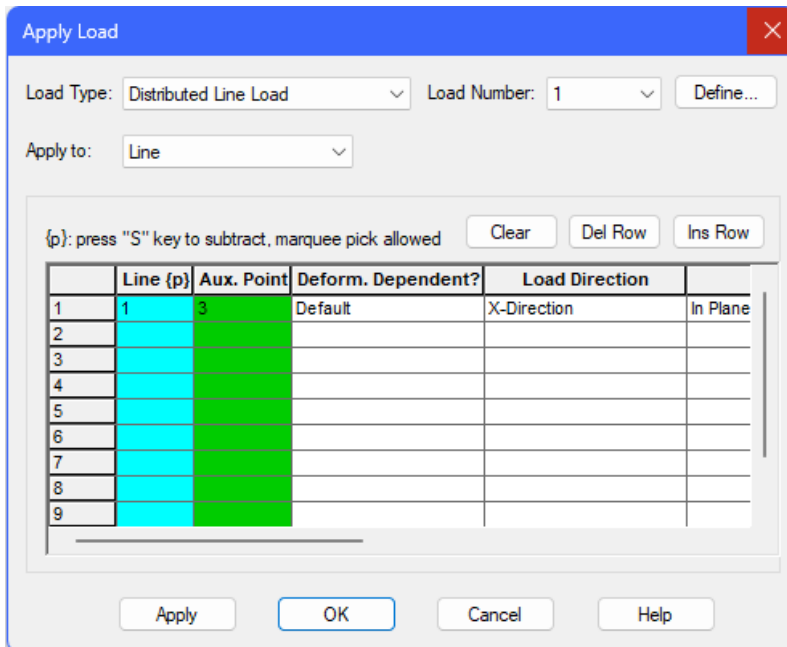 Apply Load
Load Type: Distributed Line Load Load Number: 1 Define...
Apply to: Line
{p}: press "S" key to subtract, marquee pick allowed Clear Del Row Ins Row
Line {p} Aux. Point Deform. Dependent? Load Direction
1 1 3 Default X-Direction In Plane
2
3
4
5
6
7
8
9
Apply OK Cancel Help